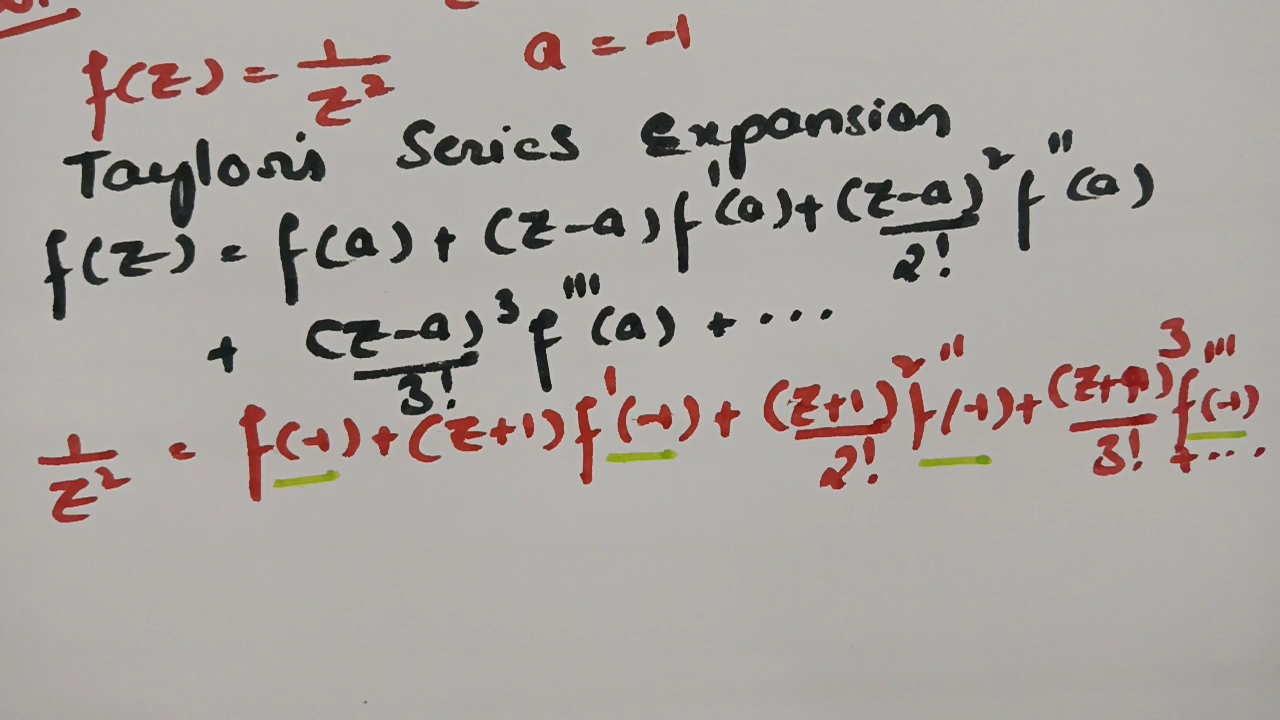 f(z) = 1/z² a = -1
Taylor's Series Expansion
f(z) = f(a) + (z-a) f'(a) + (z-a)²/2! f''(a)
+ (z-a)³/3! f'''(a) + ...
1/z² = f(-1) + (z+1) f'(-1) + (z+1)²/2! f''(-1) + (z+1)³/3! f'''(-1)
+ ...